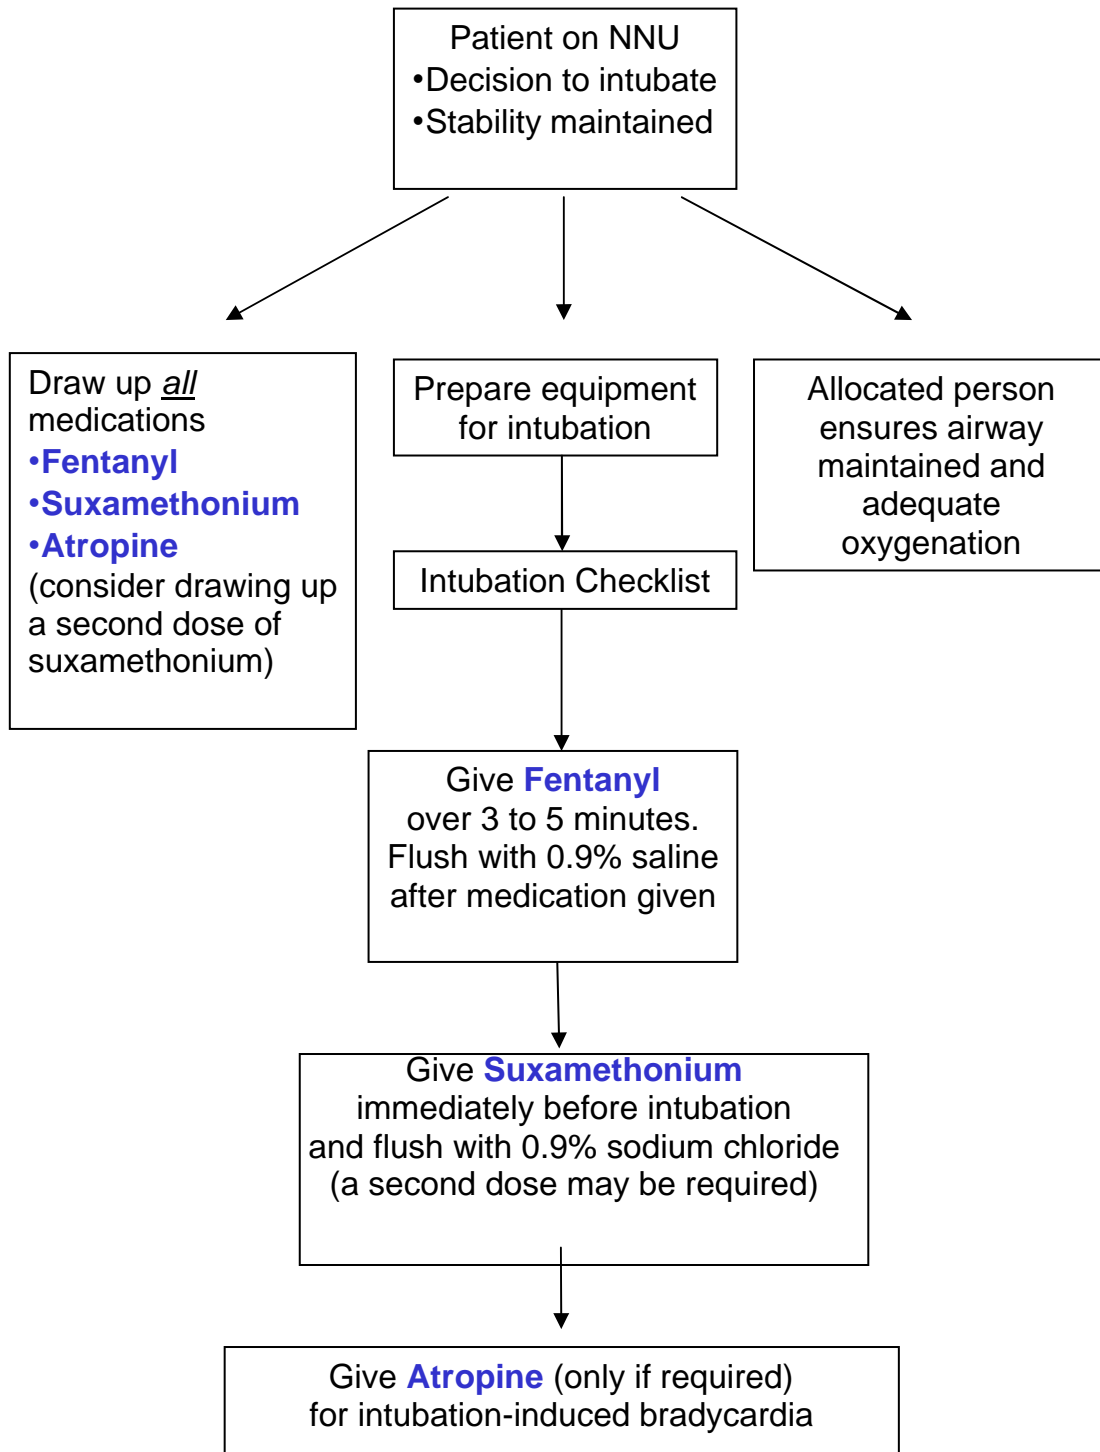 Patient on NNU
•Decision to intubate
•Stability maintained
Draw up all
medications
•Fentanyl
•Suxamethonium
•Atropine
(consider drawing up
a second dose of
suxamethonium)
Prepare equipment
for intubation
Allocated person
ensures airway
maintained and
adequate
oxygenation
Intubation Checklist
Give Fentanyl
over 3 to 5 minutes.
Flush with 0.9% saline
after medication given
Give Suxamethonium
immediately before intubation
and flush with 0.9% sodium chloride
(a second dose may be required)
Give Atropine (only if required)
for intubation-induced bradycardia